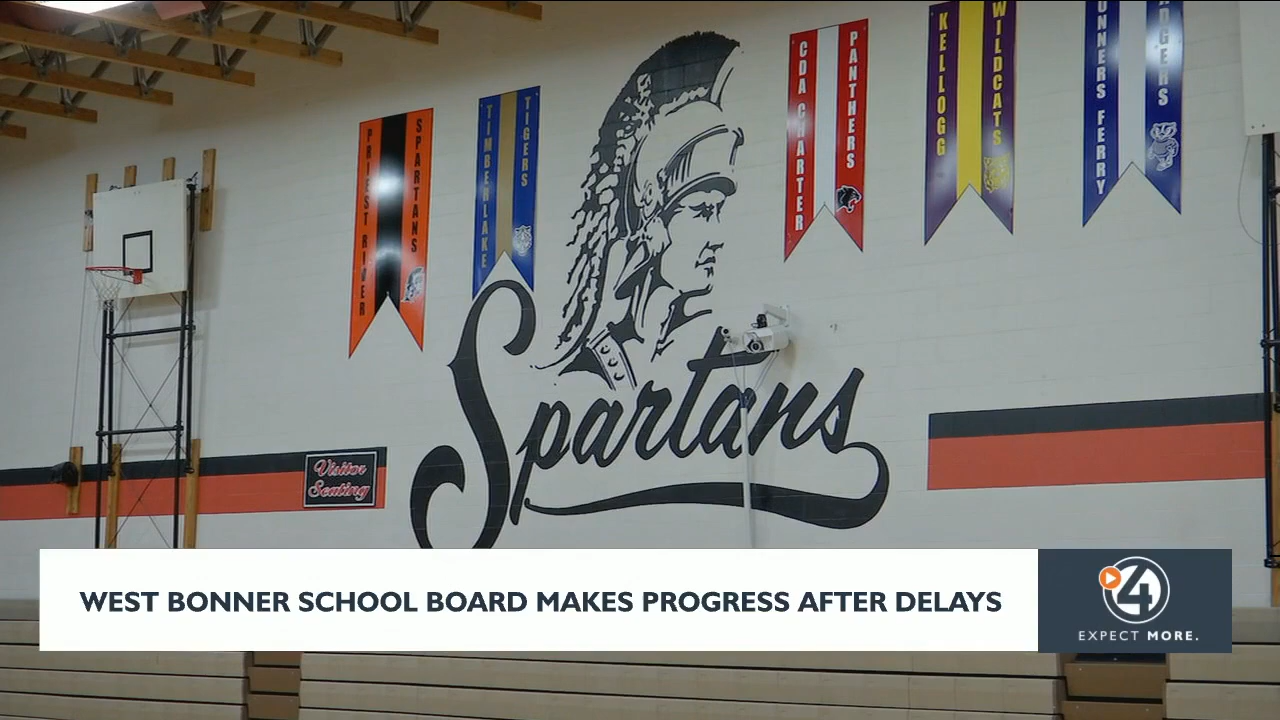 PRIEST RIVER
SPARTANS
TIMBERLAKE
TIGERS
CDA CHARTER
PANTHERS
KELLOGG
WILDCATS
BONNERS FERRY
BADGERS
Spartans
Visitor
Seating
WEST BONNER SCHOOL BOARD MAKES PROGRESS AFTER DELAYS
4
EXPECT MORE.